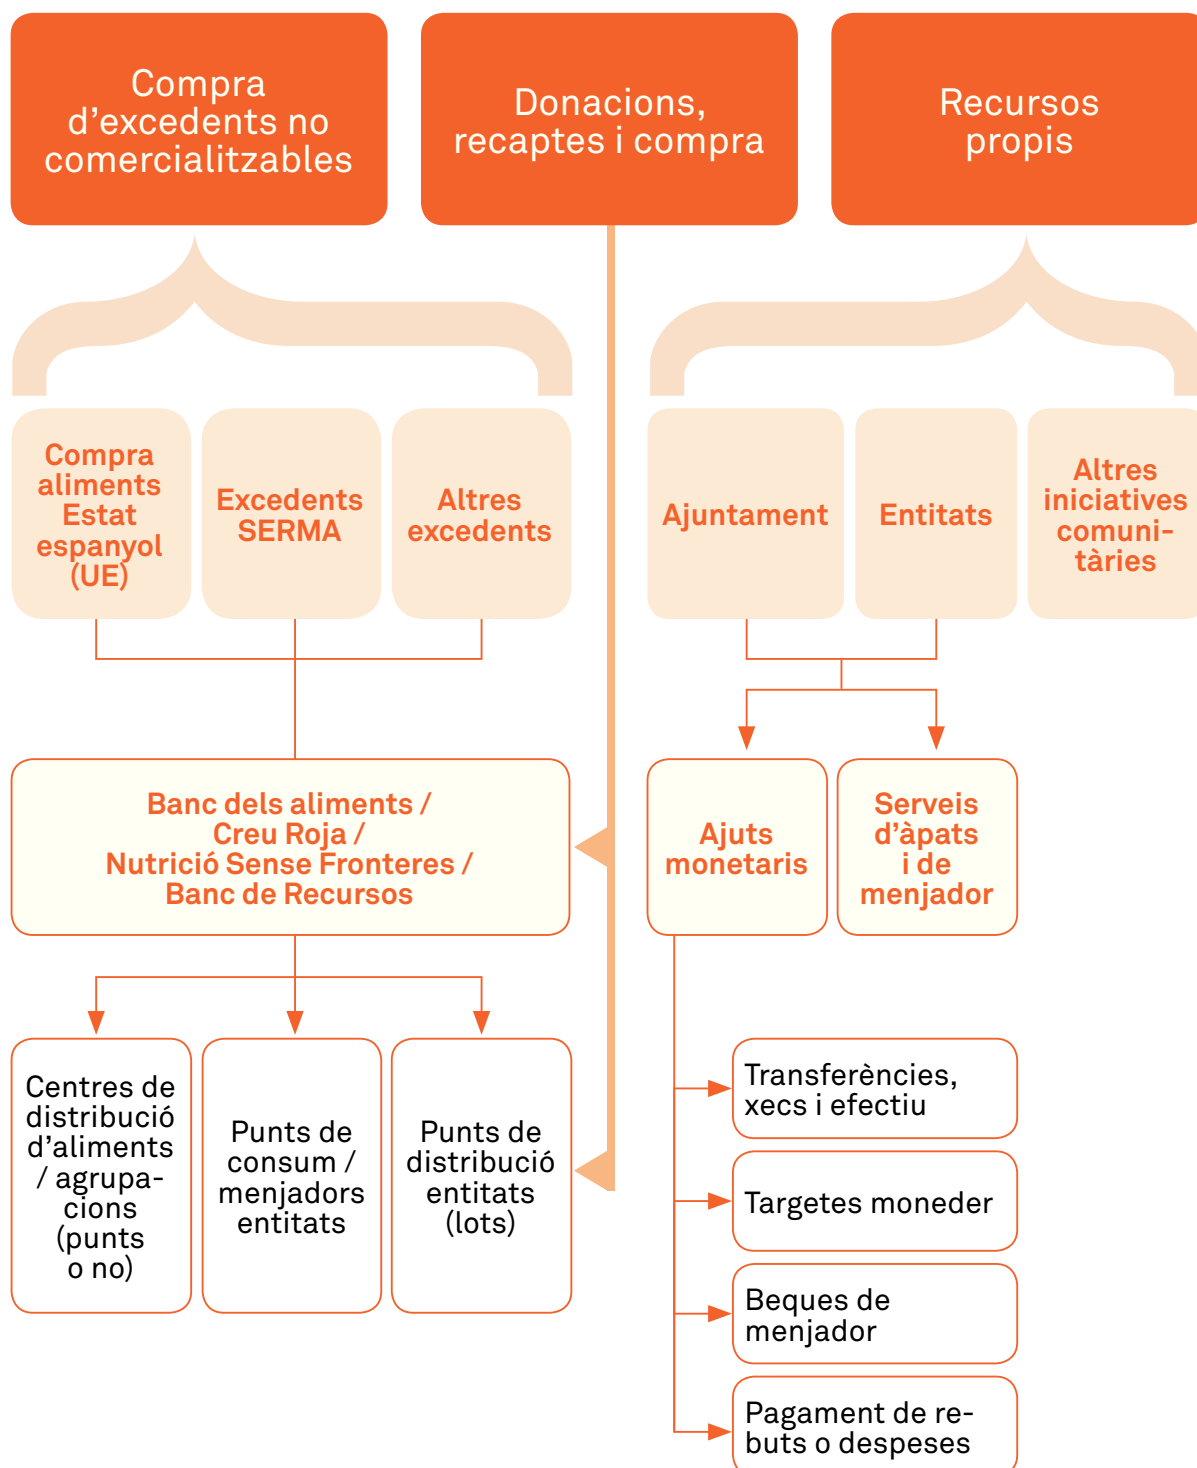 Compra
d'excedents no
comercialitzables
Donacions,
recaptes i compra
Recursos
propis
Compra
aliments
Estat
espanyol
(UE)
Excedents
SERMA
Altres
excedents
Ajuntament
Entitats
Altres
iniciatives
comuni-
tàries
Banc dels aliments /
Creu Roja /
Nutrició Sense Fronteres /
Banc de Recursos
Ajuts
monetaris
Serveis
d'àpats
i de
menjador
Centres de
distribució
d'aliments
/ agrupa-
cions
(punts
o no)
Punts de
consum /
menjadors
entitats
Punts de
distribució
entitats
(lots)
Transferències,
xecs i efectiu
Targetes moneder
Beques de
menjador
Pagament de re-
buts o despeses